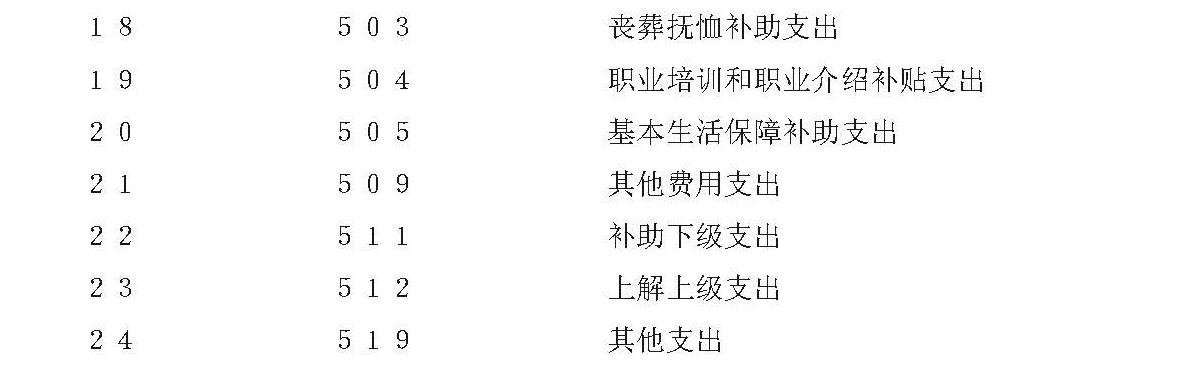 18 503 丧葬抚恤补助支出
19 504 职业培训和职业介绍补贴支出
20 505 基本生活保障补助支出
21 509 其他费用支出
22 511 补助下级支出
23 512 上解上级支出
24 519 其他支出